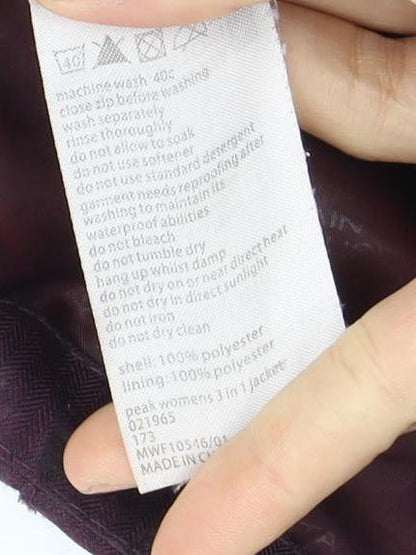 40
machine wash 40c
close zip before washing
wash separately
rinse thoroughly
do not allow to soak
do not use softener
do not use standard detergent
garment needs reproofing after
washing to maintain its
waterproof abilities
do not bleach
do not tumble dry
hang up whilst damp
do not dry on or near direct heat
do not dry in direct sunlight
do not iron
do not dry clean
shell: 100% polyester
lining: 100% polyester
peak womens 3 in 1 jacket
021965
173
MWF10546/01
MADE IN